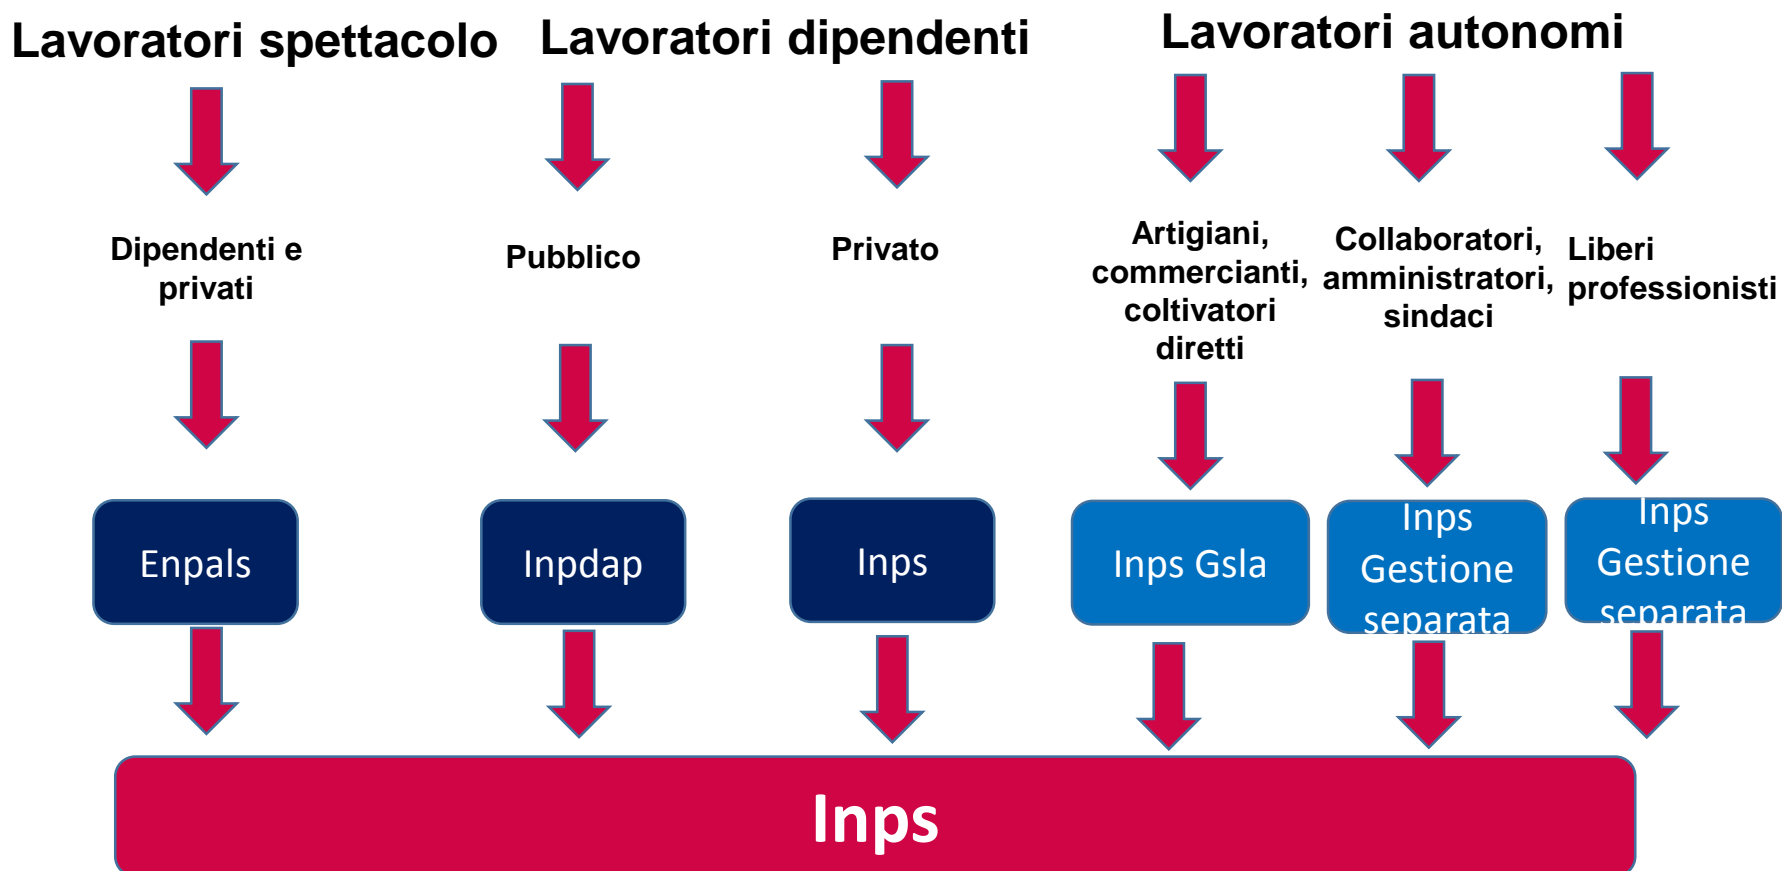 Lavoratori spettacolo
Lavoratori dipendenti
Lavoratori autonomi
Dipendenti e
privati
Pubblico
Privato
Artigiani,
commercianti,
coltivatori
diretti
Collaboratori,
amministratori,
sindaci
Liberi
professionisti
Enpals
Inpdap
Inps
Inps Gsla
Inps
Gestione
separata
Inps
Gestione
separata
Inps